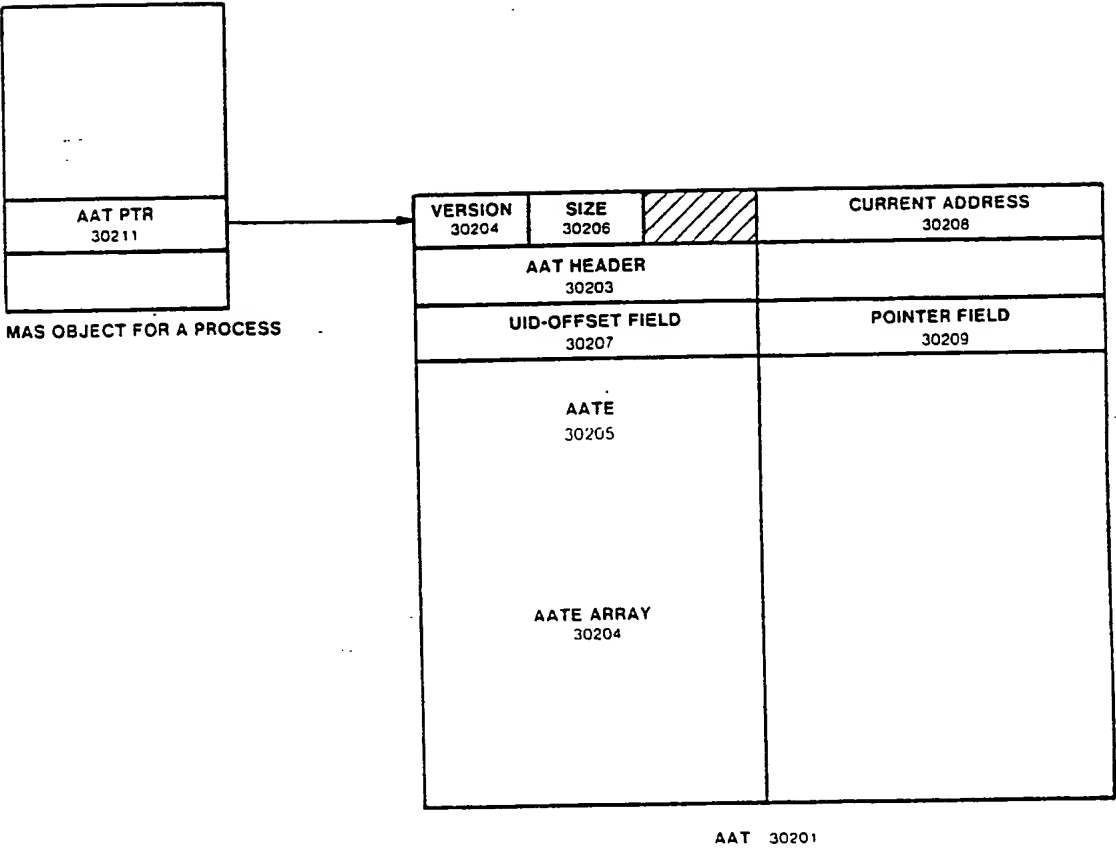 AAT PTR
30211
MAS OBJECT FOR A PROCESS
VERSION
30204
SIZE
30206
CURRENT ADDRESS
30208
AAT HEADER
30203
UID-OFFSET FIELD
30207
POINTER FIELD
30209
AATE
30205
AATE ARRAY
30204
AAT 30201